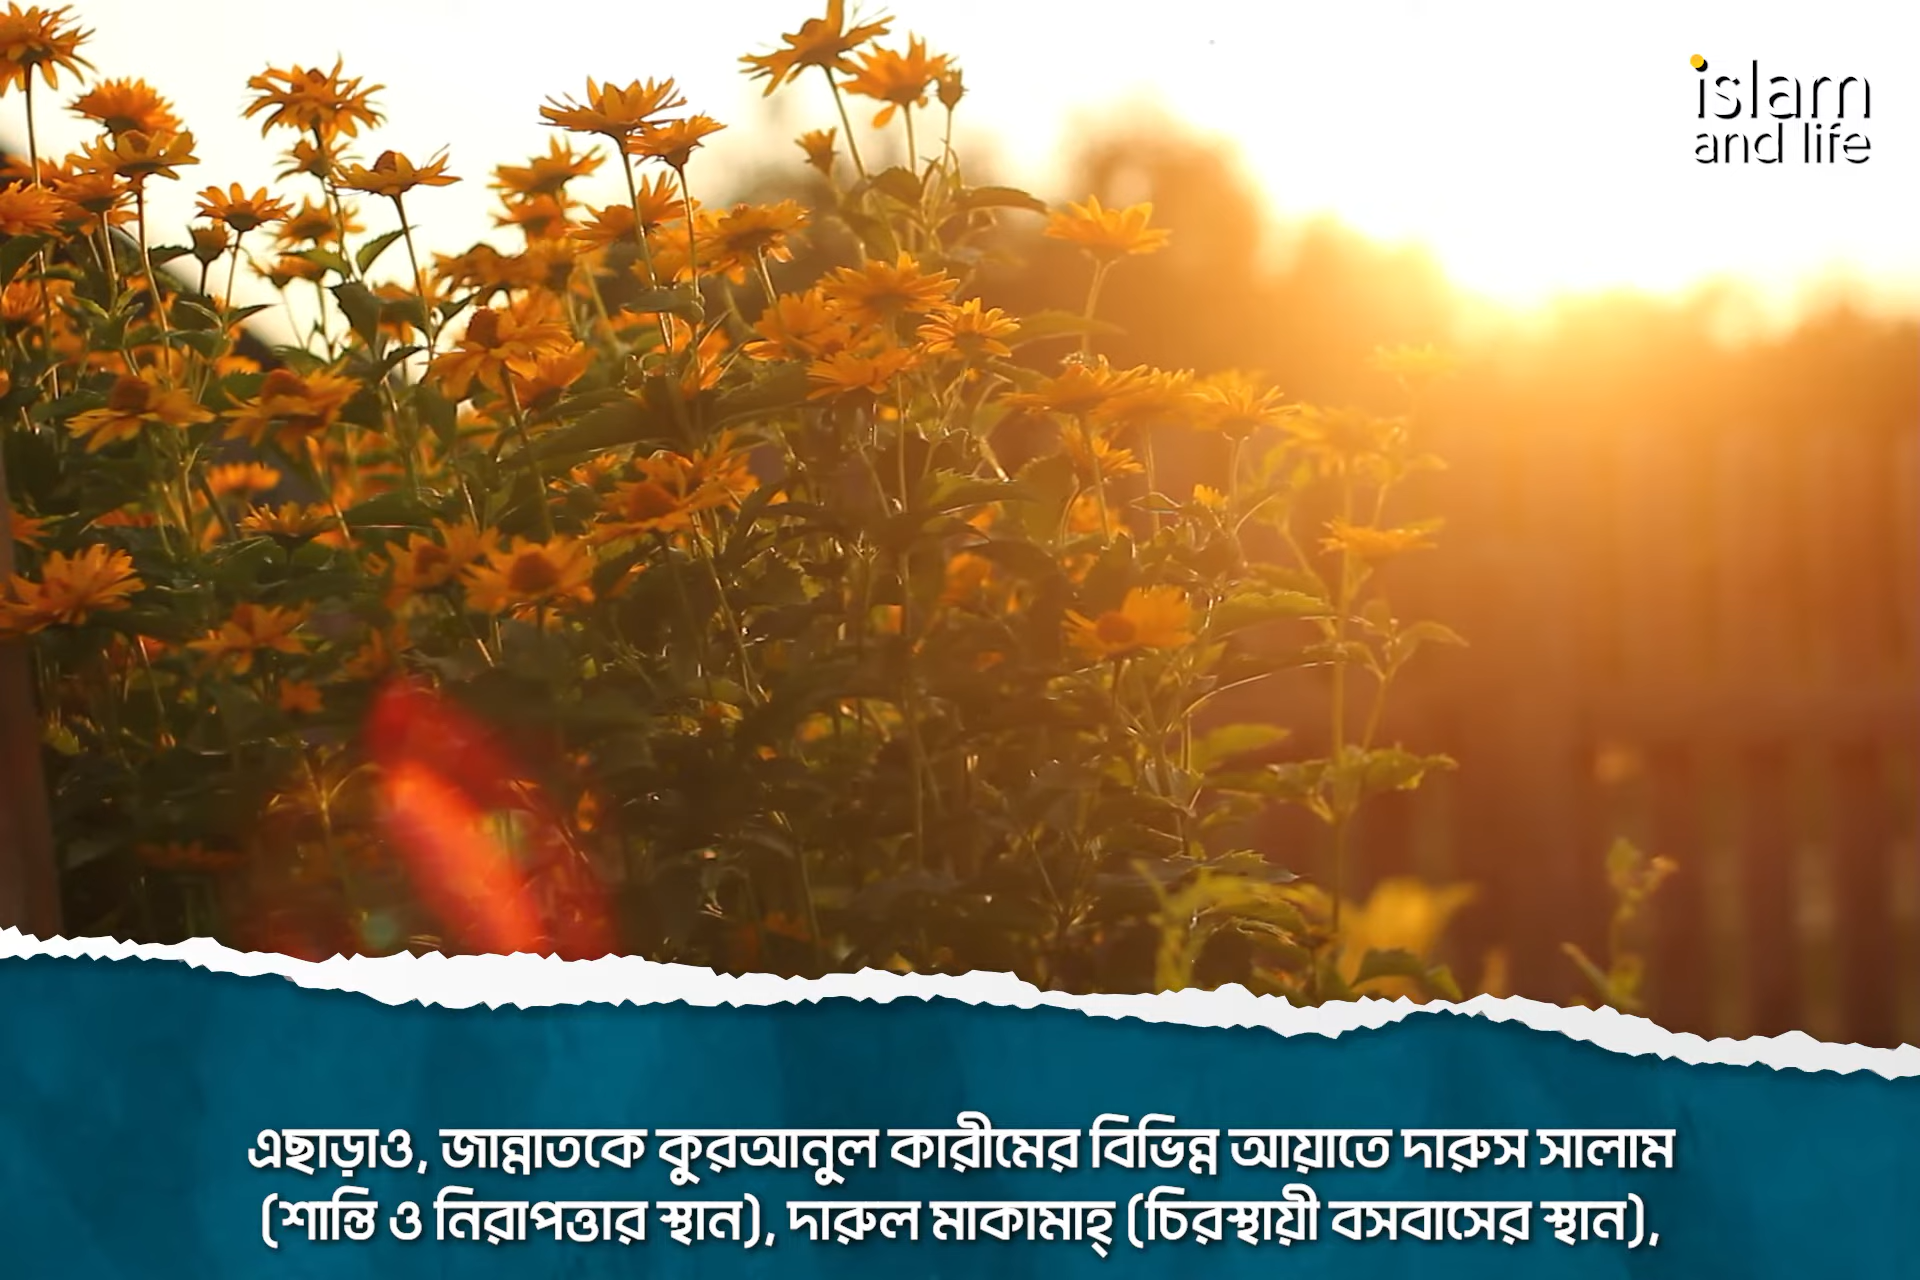 islam
and life
এছাড়াও, জান্নাতকে কুরআনুল কারীমের বিভিন্ন আয়াতে দারুস সালাম
(শান্তি ও নিরাপত্তার স্থান), দারুল মাকামাহ্ (চিরস্থায়ী বসবাসের স্থান),